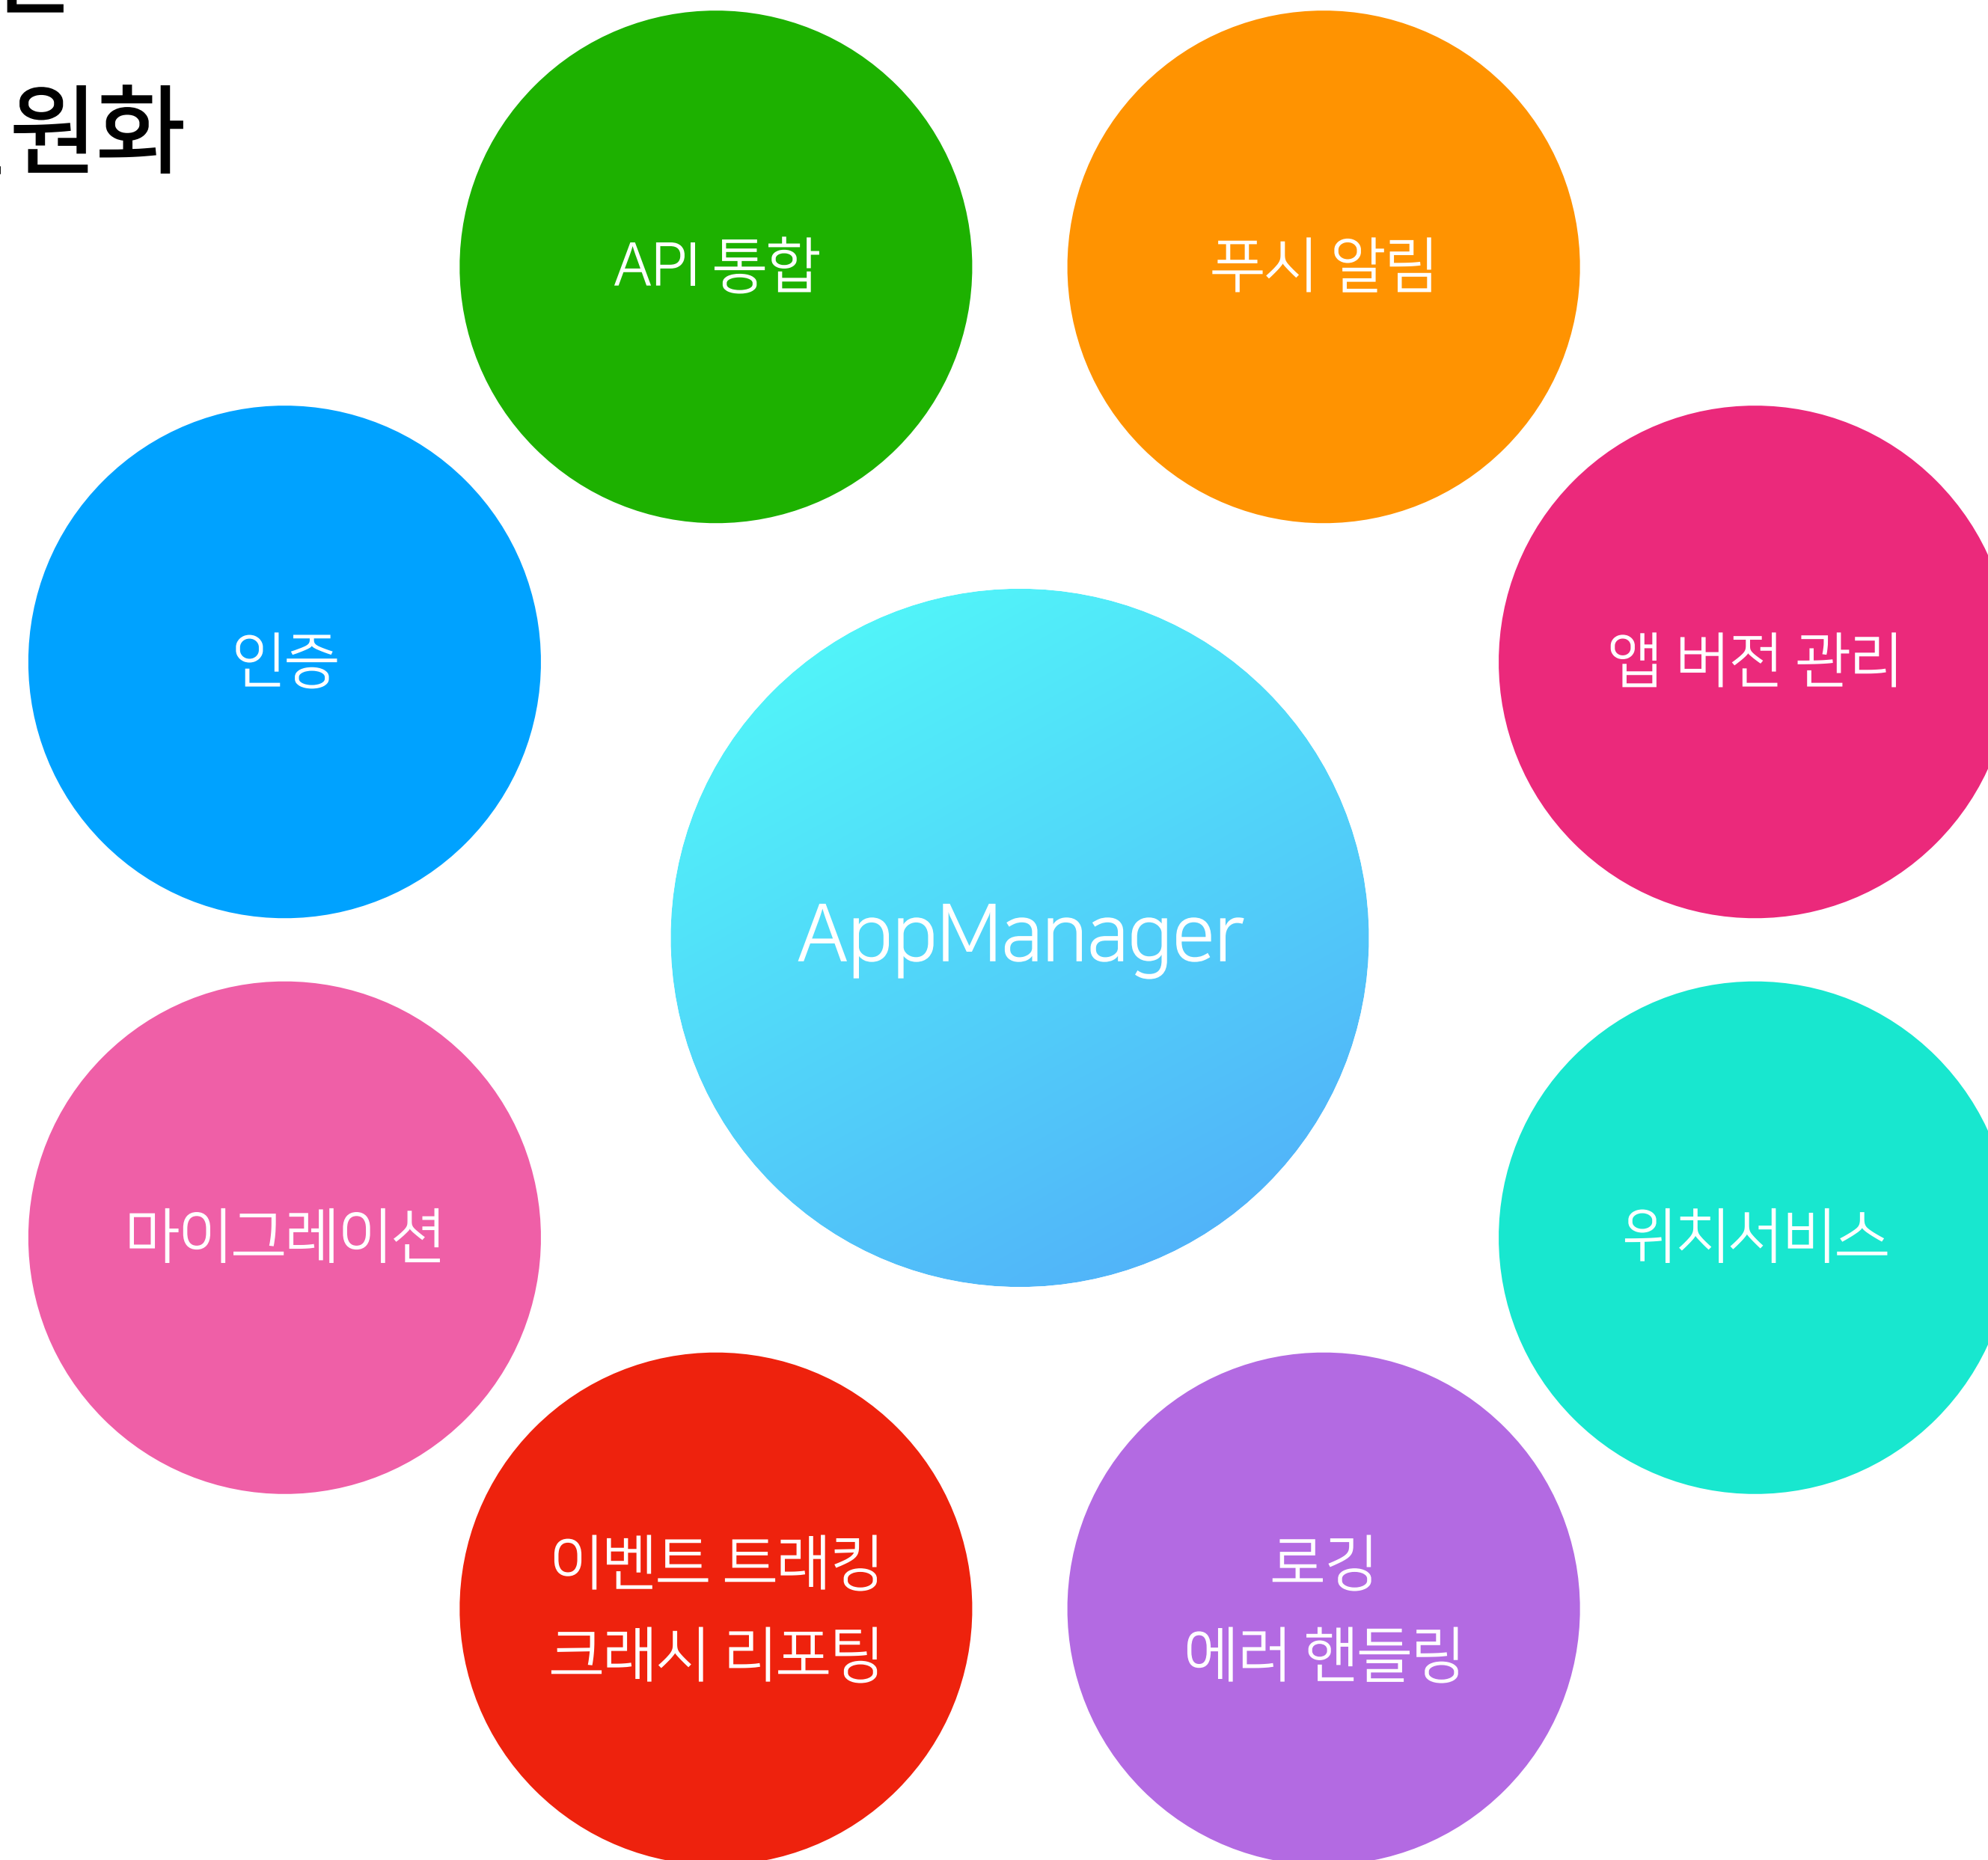 원화
API 통합
푸시 알림
인증
앱 버전 관리
AppManager
마이그레이션
위치서비스
이벤트 트래킹
크래시 리포팅
로깅
에러 핸들링